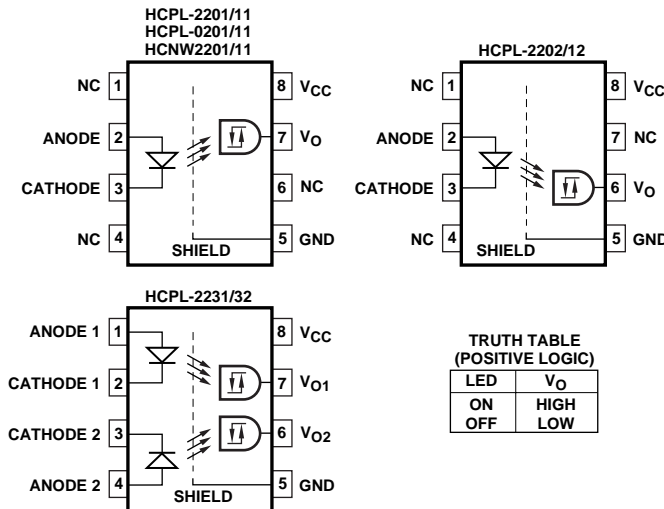 HCPL-2201/11
HCPL-0201/11
HCNW2201/11
NC 1
ANODE 2
CATHODE 3
NC 4
8 VCC
7 VO
6 NC
5 GND
SHIELD
HCPL-2202/12
NC 1
ANODE 2
CATHODE 3
NC 4
8 VCC
7 NC
6 VO
5 GND
SHIELD
HCPL-2231/32
ANODE 1 1
CATHODE 1 2
CATHODE 2 3
ANODE 2 4
8 VCC
7 VO1
6 VO2
5 GND
SHIELD
TRUTH TABLE
(POSITIVE LOGIC)
LED VO
ON HIGH
OFF LOW